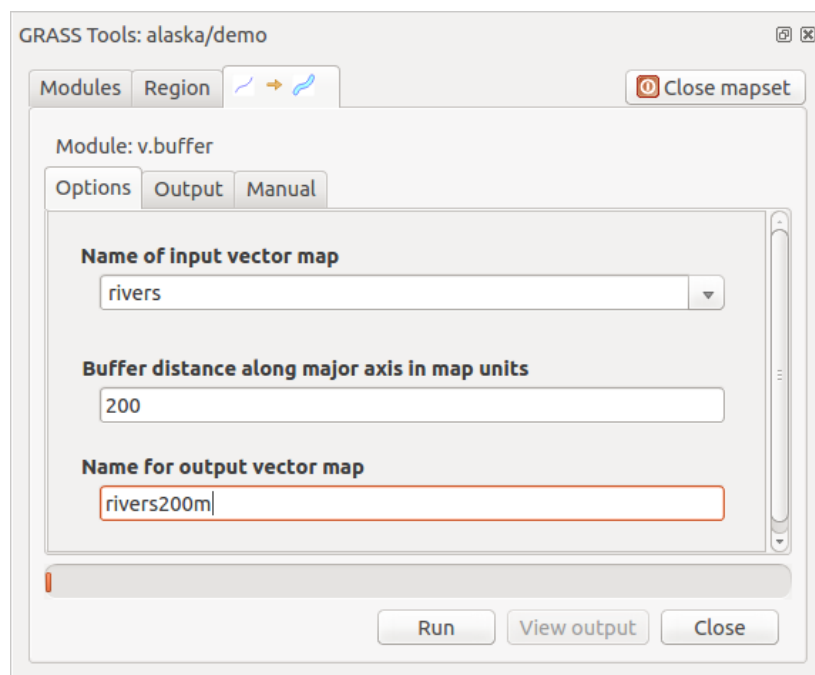 GRASS Tools: alaska/demo
Modules Region Close mapset
Module: v.buffer
Options Output Manual
Name of input vector map
rivers
Buffer distance along major axis in map units
200
Name for output vector map
rivers200m
Run View output Close